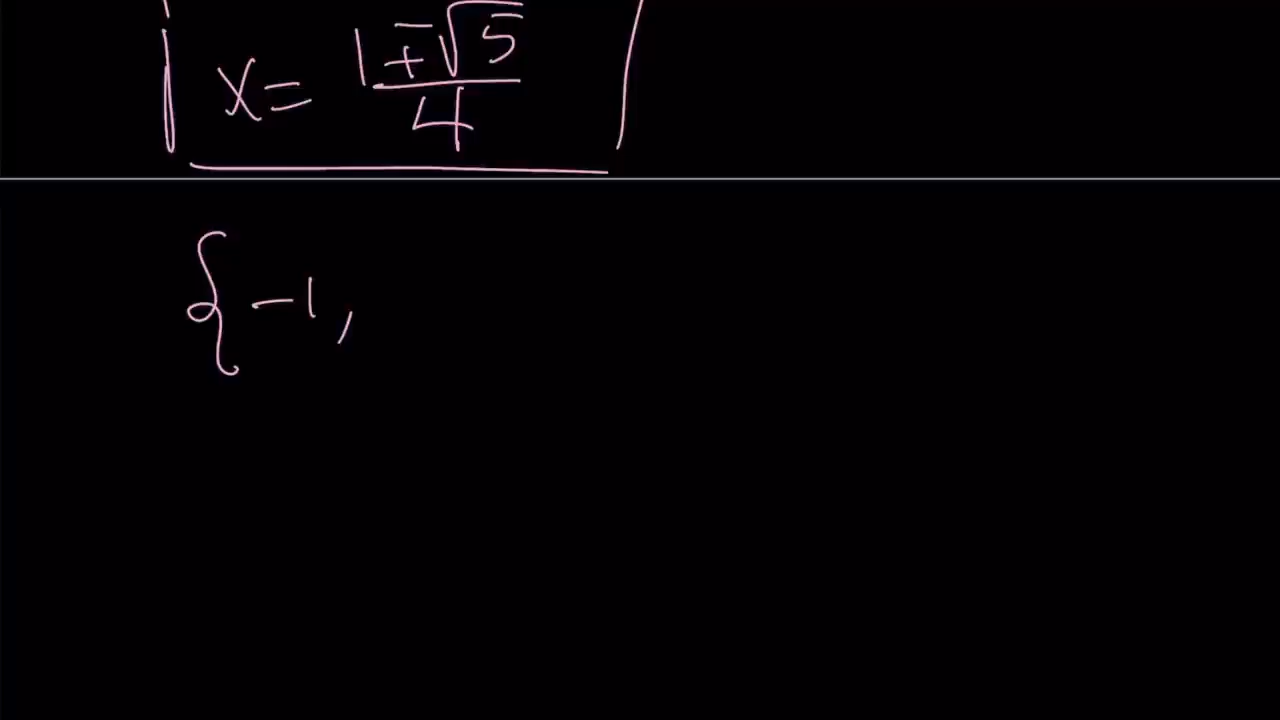 x = 1∓√5/4
{ -1,